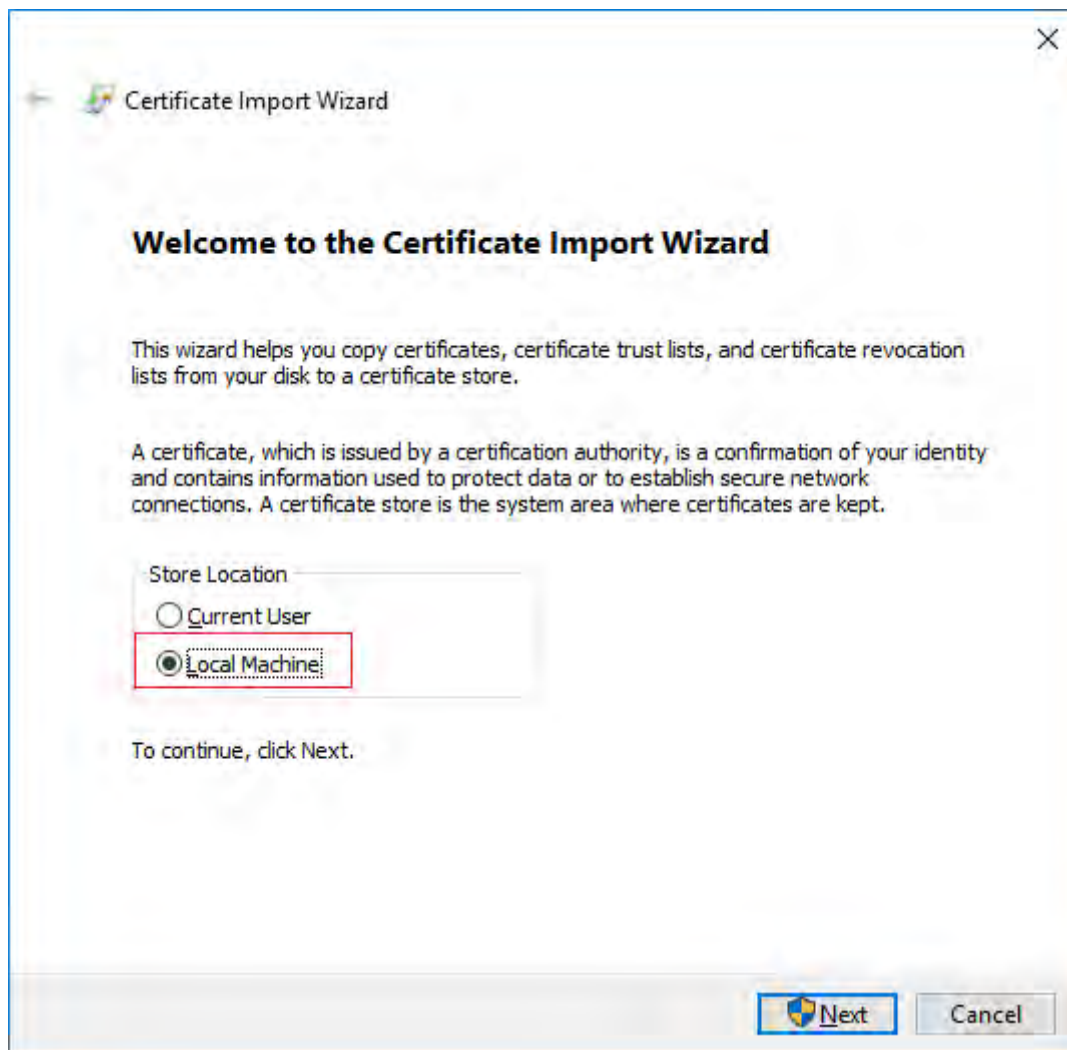 Certificate Import Wizard
Welcome to the Certificate Import Wizard
This wizard helps you copy certificates, certificate trust lists, and certificate revocation
lists from your disk to a certificate store.
A certificate, which is issued by a certification authority, is a confirmation of your identity
and contains information used to protect data or to establish secure network
connections. A certificate store is the system area where certificates are kept.
Store Location
Current User
Local Machine
To continue, click Next.
Next
Cancel